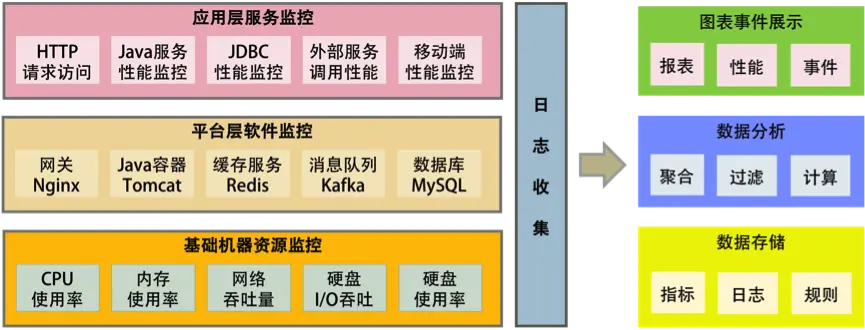 应用层服务监控
HTTP
请求访问
Java服务
性能监控
JDBC
性能监控
外部服务
调用性能
移动端
性能监控
平台层软件监控
网关
Nginx
Java容器
Tomcat
缓存服务
Redis
消息队列
Kafka
数据库
MySQL
基础机器资源监控
CPU
使用率
内存
使用率
网络
吞吐量
硬盘
I/O吞吐
硬盘
使用率
日志收集
图表事件展示
报表
性能
事件
数据分析
聚合
过滤
计算
数据存储
指标
日志
规则